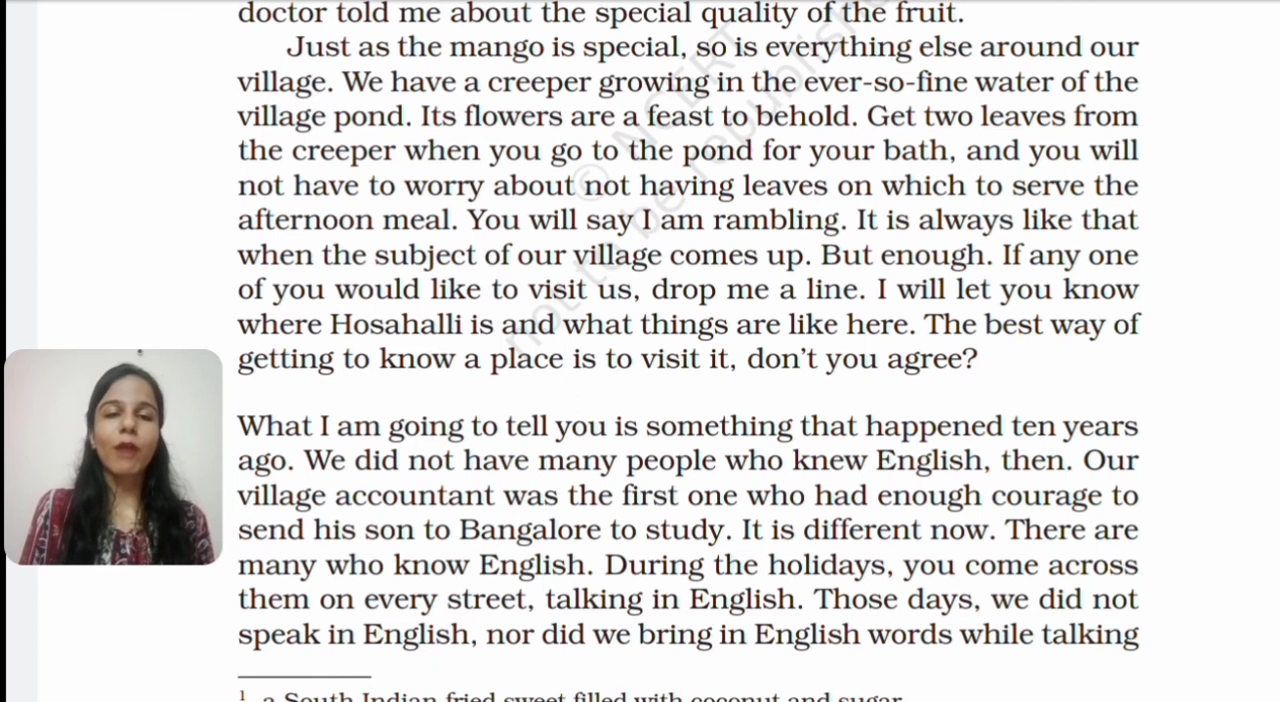 doctor told me about the special quality of the fruit.
Just as the mango is special, so is everything else around our
village. We have a creeper growing in the ever-so-fine water of the
village pond. Its flowers are a feast to behold. Get two leaves from
the creeper when you go to the pond for your bath, and you will
not have to worry about not having leaves on which to serve the
afternoon meal. You will say I am rambling. It is always like that
when the subject of our village comes up. But enough. If any one
of you would like to visit us, drop me a line. I will let you know
where Hosahalli is and what things are like here. The best way of
getting to know a place is to visit it, don’t you agree?
What I am going to tell you is something that happened ten years
ago. We did not have many people who knew English, then. Our
village accountant was the first one who had enough courage to
send his son to Bangalore to study. It is different now. There are
many who know English. During the holidays, you come across
them on every street, talking in English. Those days, we did not
speak in English, nor did we bring in English words while talking
1 a South Indian fried sweet filled with coconut and sugar
© NCERT
not to be republished